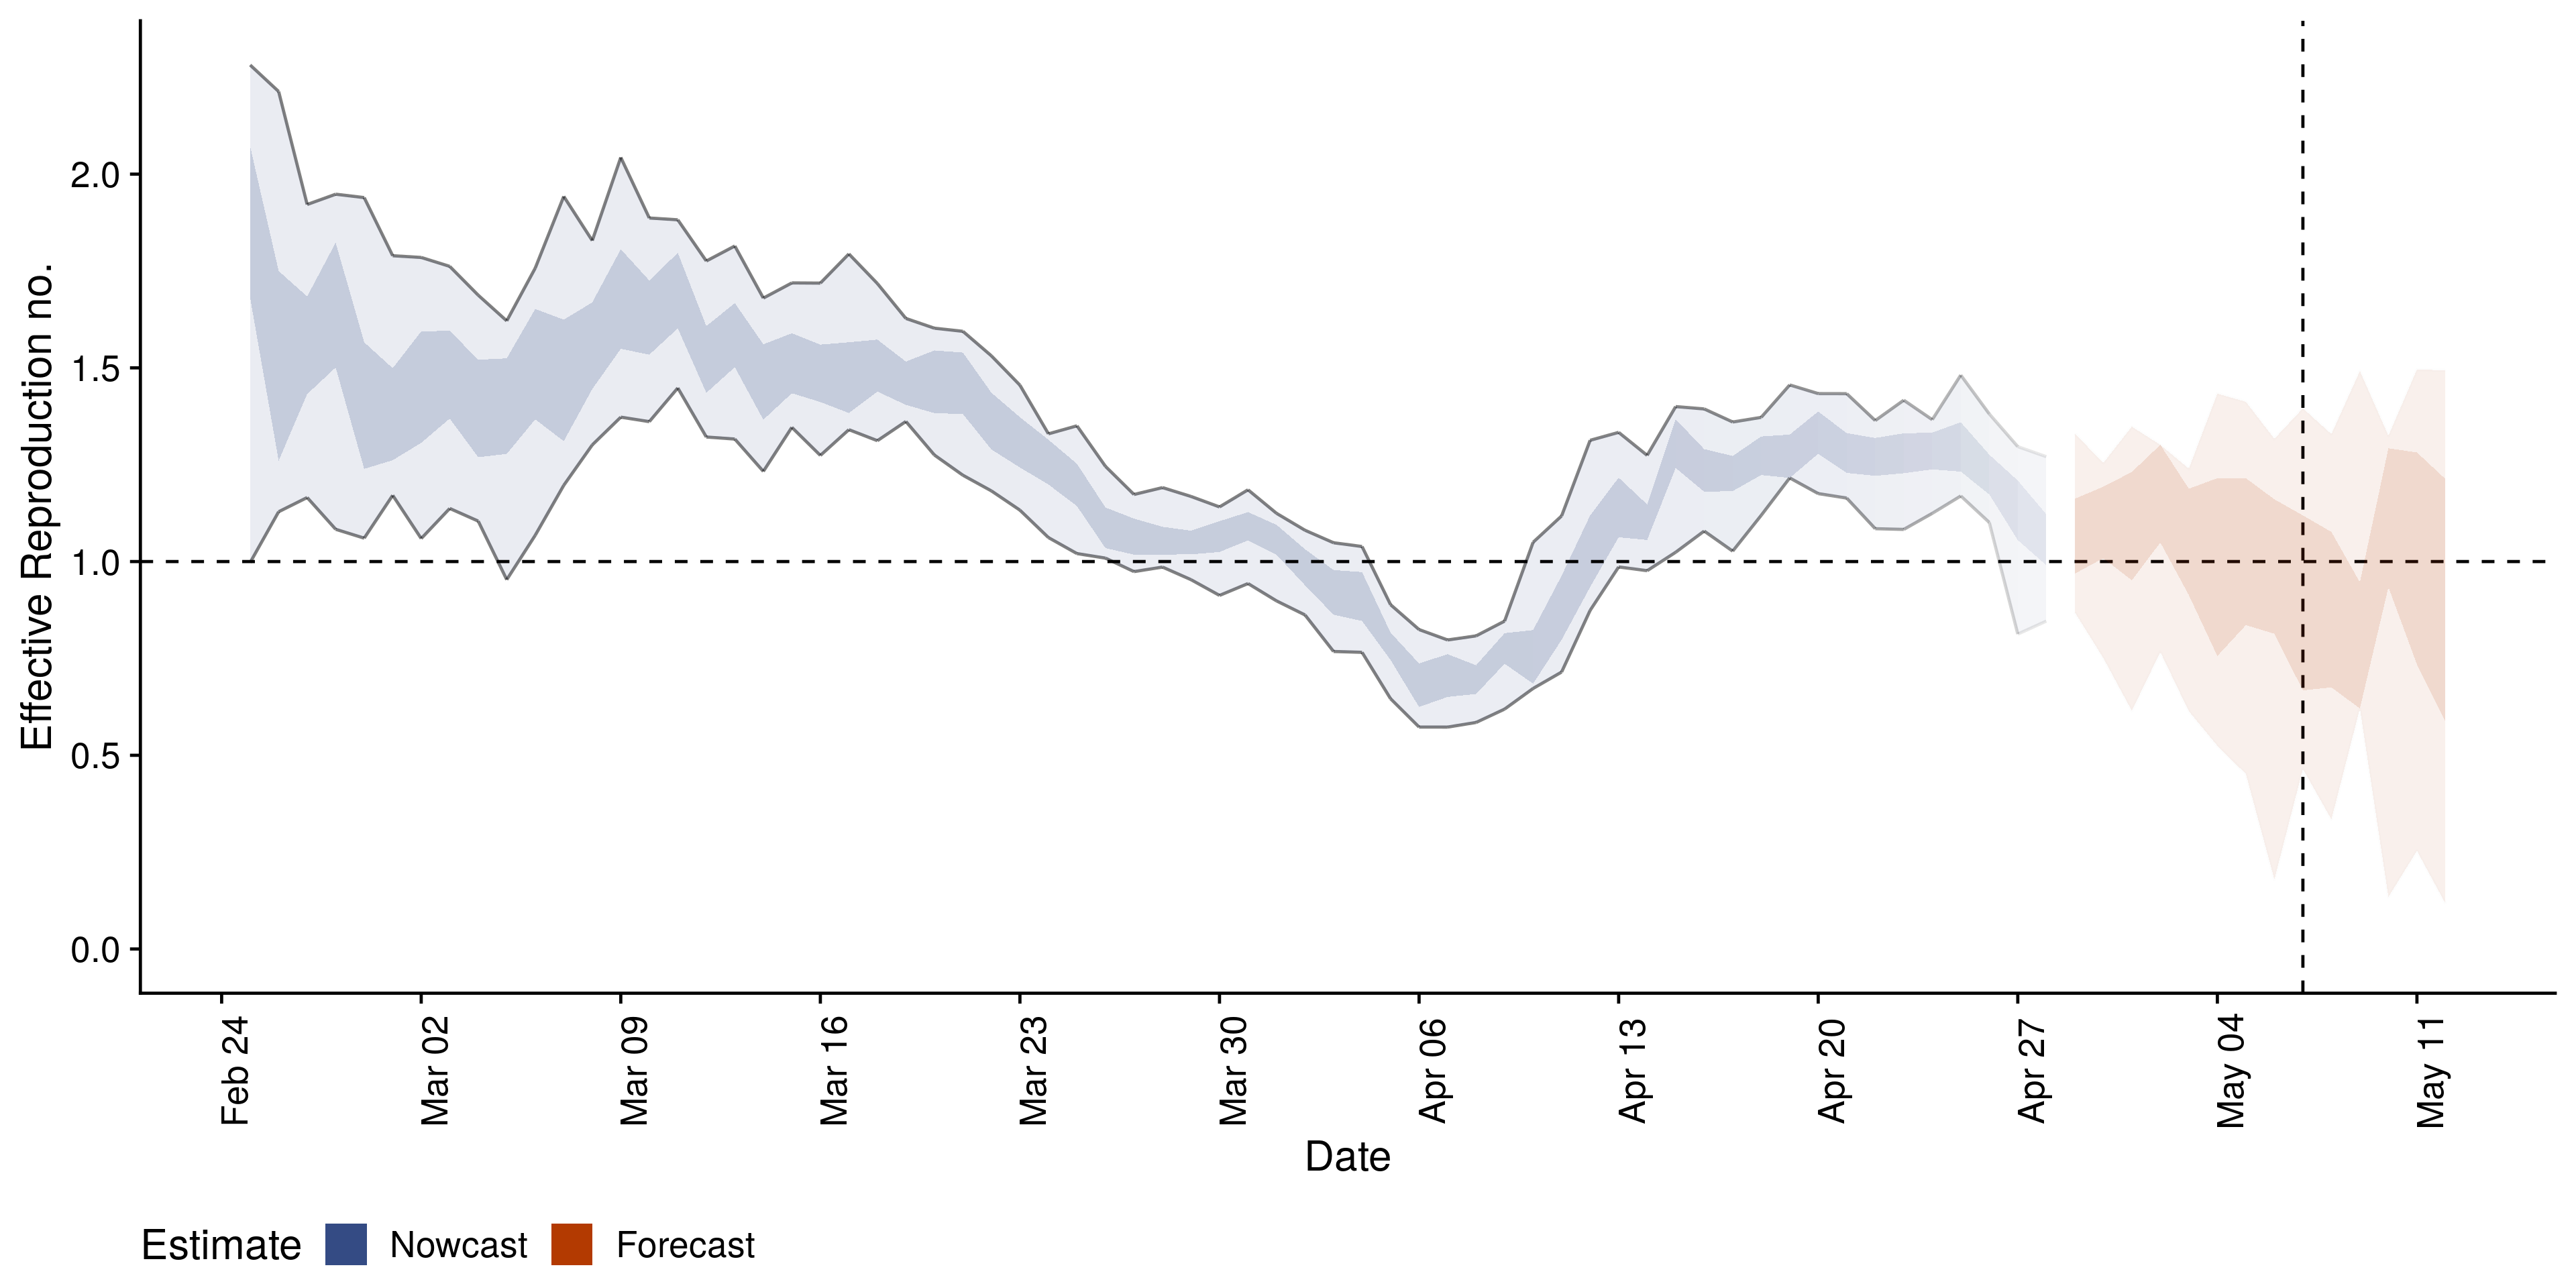 Effective Reproduction no.
2.0
1.5
1.0
0.5
0.0
Feb 24
Mar 02
Mar 09
Mar 16
Mar 23
Mar 30
Apr 06
Apr 13
Apr 20
Apr 27
May 04
May 11
Date
Estimate Nowcast Forecast